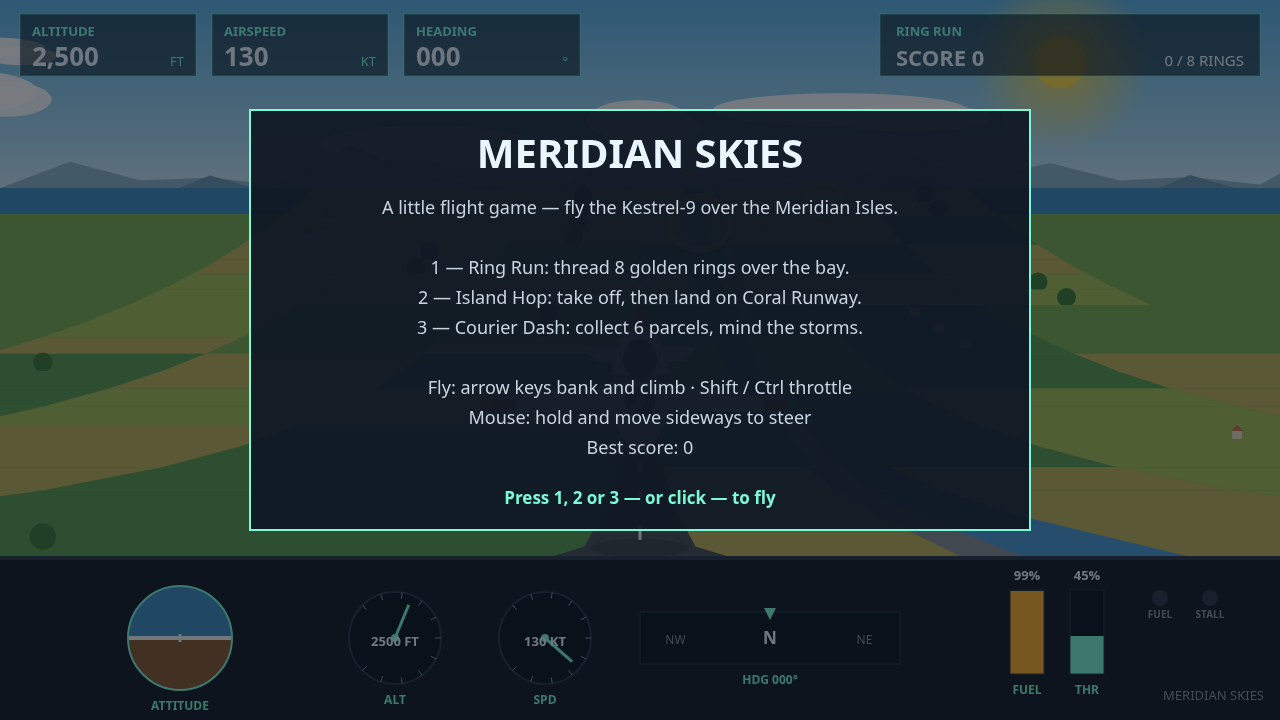 ALTITUDE
2,500 FT
AIRSPEED
130 KT
HEADING
000 °
RING RUN
SCORE 0
0 / 8 RINGS
MERIDIAN SKIES
A little flight game — fly the Kestrel-9 over the Meridian Isles.
1 — Ring Run: thread 8 golden rings over the bay.
2 — Island Hop: take off, then land on Coral Runway.
3 — Courier Dash: collect 6 parcels, mind the storms.
Fly: arrow keys bank and climb · Shift / Ctrl throttle
Mouse: hold and move sideways to steer
Best score: 0
Press 1, 2 or 3 — or click — to fly
ATTITUDE
2500 FT
ALT
130 KT
SPD
NW N NE
HDG 000°
99%
FUEL
45%
THR
FUEL
STALL
MERIDIAN SKIES